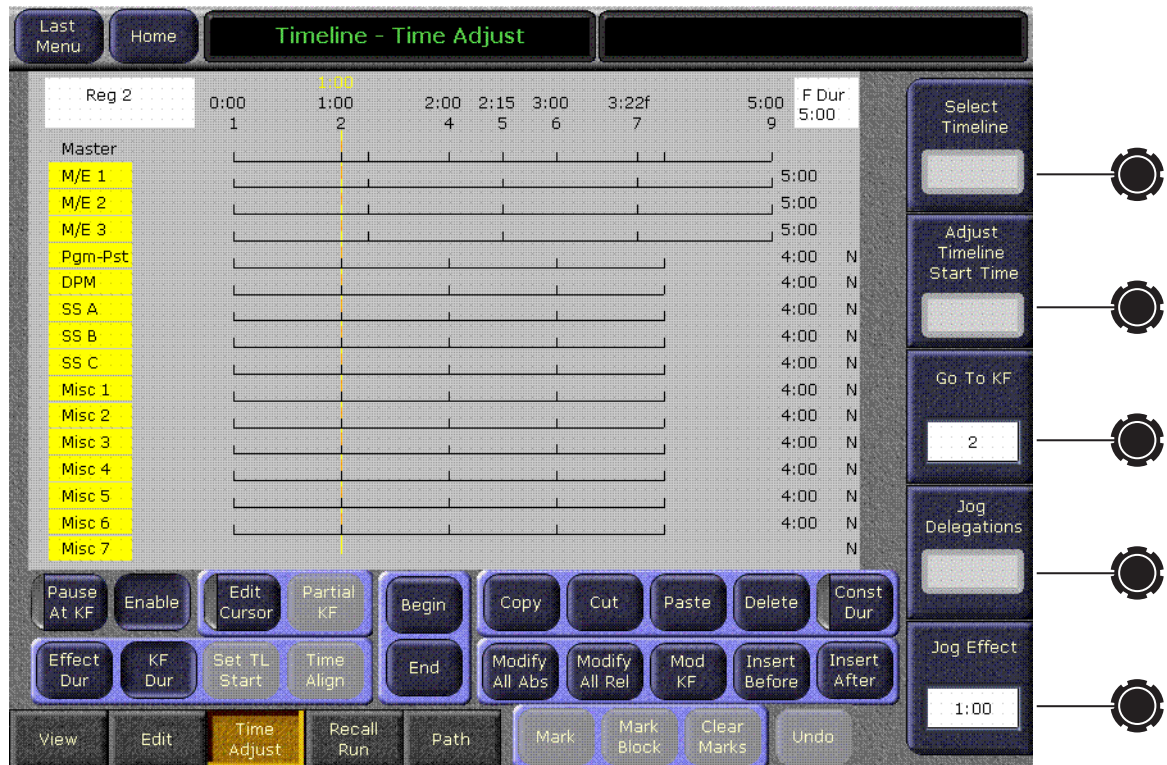 Last
Menu
Home
Timeline - Time Adjust
Reg 2
1:00
0:00 1:00 2:00 2:15 3:00 3:22f 5:00
1 2 4 5 6 7 9
F Dur
5:00
Master
M/E 1 5:00
M/E 2 5:00
M/E 3 5:00
Pgm-Pst 4:00 N
DPM 4:00 N
SS A 4:00 N
SS B 4:00 N
SS C 4:00 N
Misc 1 4:00 N
Misc 2 4:00 N
Misc 3 4:00 N
Misc 4 4:00 N
Misc 5 4:00 N
Misc 6 4:00 N
Misc 7 N
Select
Timeline
Adjust
Timeline
Start Time
Go To KF
2
Jog
Delegations
Jog Effect
1:00
Pause
At KF
Enable
Edit
Cursor
Partial
KF
Begin
Copy
Cut
Paste
Delete
Const
Dur
Effect
Dur
KF
Dur
Set TL
Start
Time
Align
End
Modify
All Abs
Modify
All Rel
Mod
KF
Insert
Before
Insert
After
View
Edit
Time
Adjust
Recall
Run
Path
Mark
Mark
Block
Clear
Marks
Undo